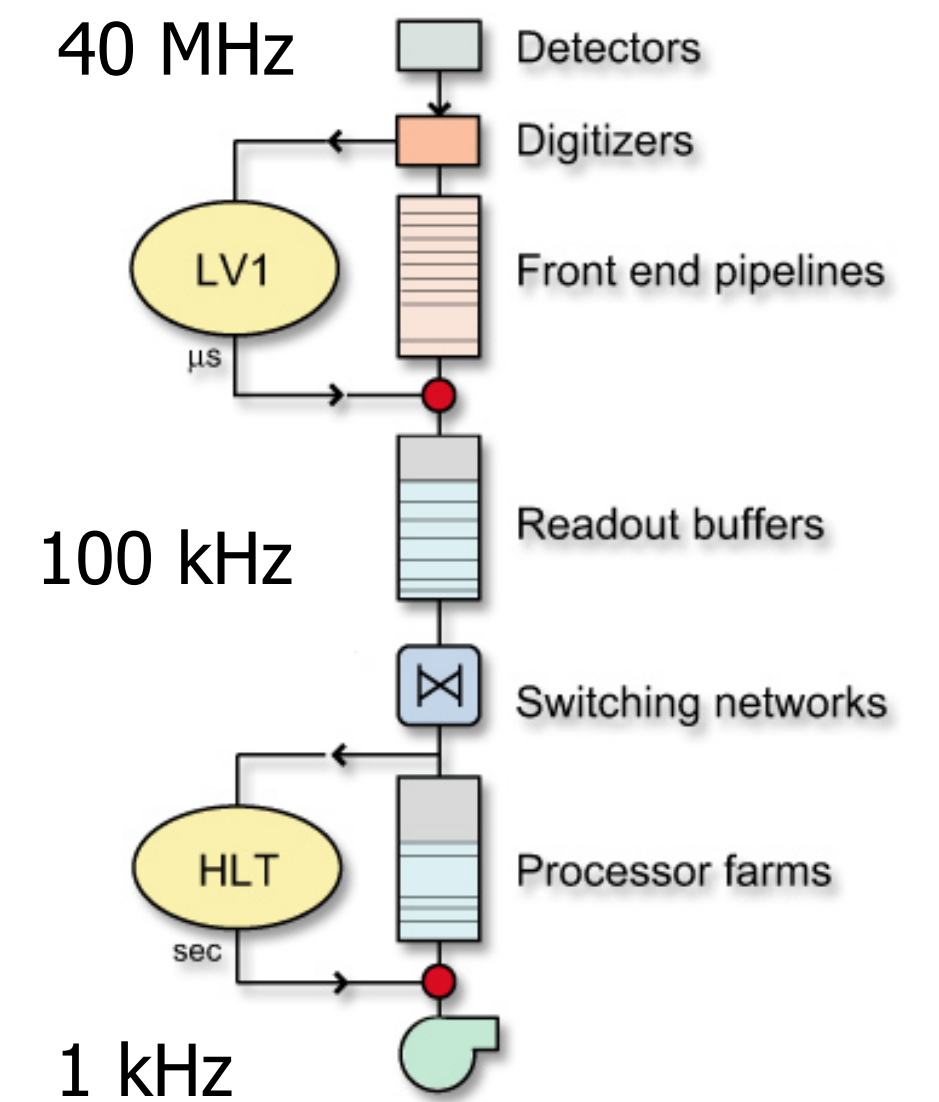 40 MHz
Detectors
Digitizers
LV1
Front end pipelines
μs
Readout buffers
100 kHz
Switching networks
HLT
Processor farms
sec
1 kHz